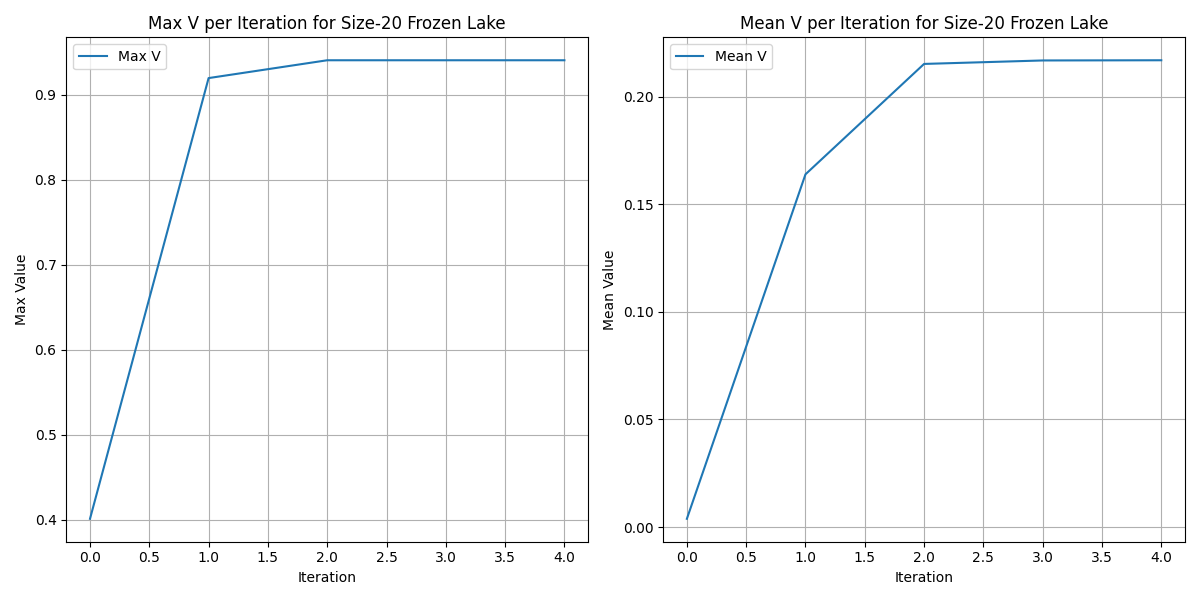 Max V per Iteration for Size-20 Frozen Lake
Max V
Max Value
0.9
0.8
0.7
0.6
0.5
0.4
0.0 0.5 1.0 1.5 2.0 2.5 3.0 3.5 4.0
Iteration
Mean V per Iteration for Size-20 Frozen Lake
Mean V
Mean Value
0.20
0.15
0.10
0.05
0.00
0.0 0.5 1.0 1.5 2.0 2.5 3.0 3.5 4.0
Iteration